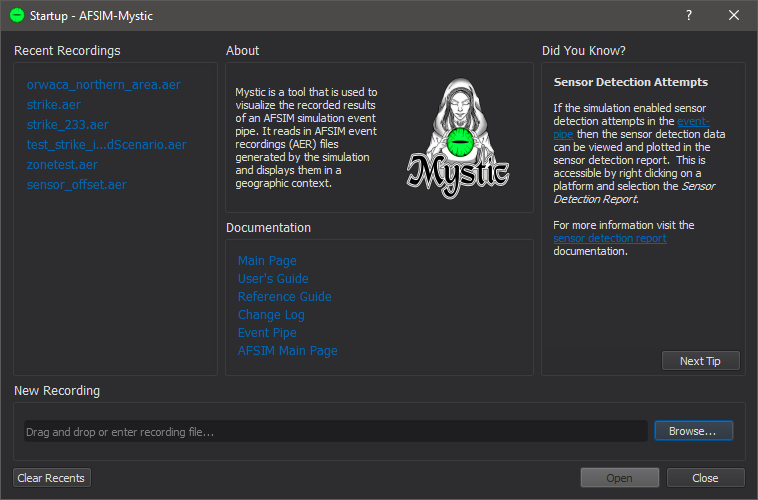 Startup - AFSIM-Mystic
Recent Recordings
orwaca_northern_area.aer
strike.aer
strike_233.aer
test_strike_i...dScenario.aer
zonetest.aer
sensor_offset.aer
About
Mystic is a tool that is used to
visualize the recorded results
of an AFSIM simulation event
pipe. It reads in AFSIM event
recordings (AER) files
generated by the simulation
and displays them in a
geographic context.
Mystic
Documentation
Main Page
User's Guide
Reference Guide
Change Log
Event Pipe
AFSIM Main Page
Did You Know?
Sensor Detection Attempts
If the simulation enabled sensor
detection attempts in the event-
pipe then the sensor detection data
can be viewed and plotted in the
sensor detection report. This is
accessible by right clicking on a
platform and selection the Sensor
Detection Report.
For more information visit the
sensor detection report
documentation.
Next Tip
New Recording
Drag and drop or enter recording file...
Browse...
Clear Recents
Open
Close